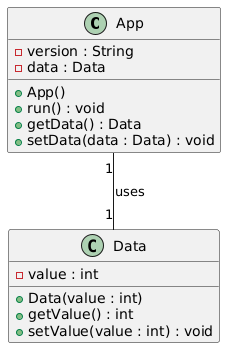 C App
version : String
data : Data
App()
run() : void
getData() : Data
setData(data : Data) : void
1
uses
1
C Data
value : int
Data(value : int)
getValue() : int
setValue(value : int) : void